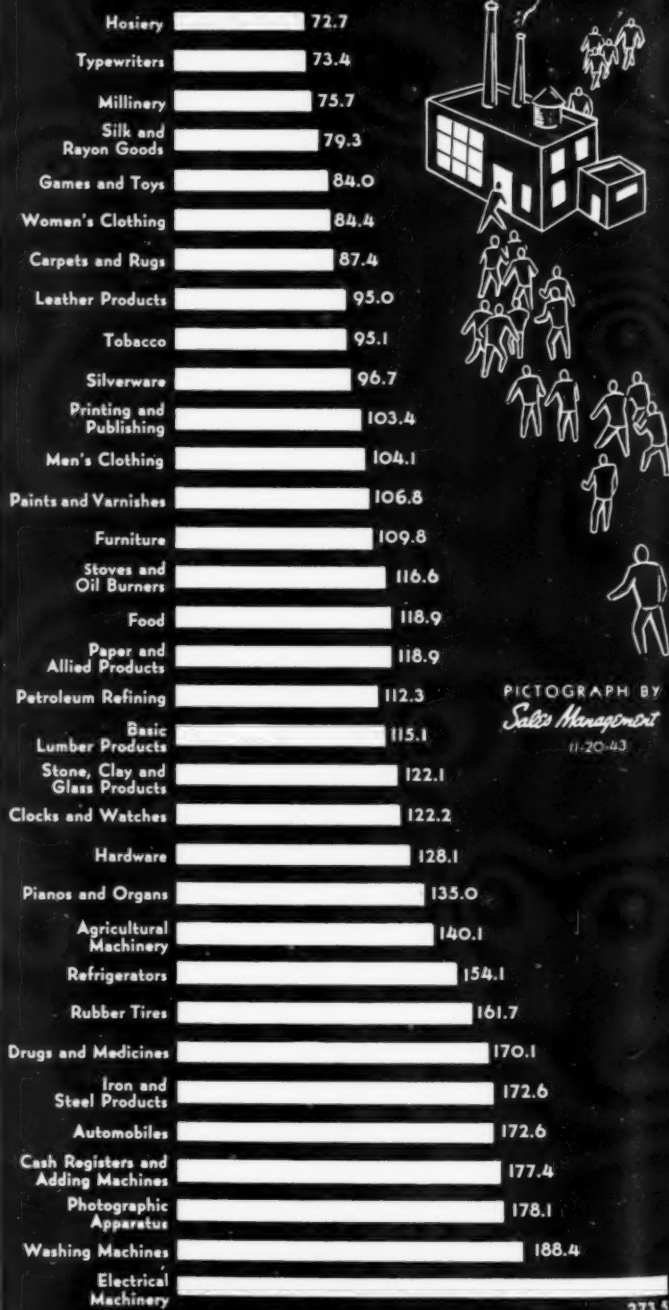 Hosiery 72.7
Typewriters 73.4
Millinery 75.7
Silk and
Rayon Goods 79.3
Games and Toys 84.0
Women's Clothing 84.4
Carpets and Rugs 87.4
Leather Products 95.0
Tobacco 95.1
Silverware 96.7
Printing and
Publishing 103.4
Men's Clothing 104.1
Paints and Varnishes 106.8
Furniture 109.8
Stoves and
Oil Burners 116.6
Food 118.9
Paper and
Allied Products 118.9
Petroleum Refining 112.3
Basic
Lumber Products 115.1
Stone, Clay and
Glass Products 122.1
Clocks and Watches 122.2
Hardware 128.1
Pianos and Organs 135.0
Agricultural
Machinery 140.1
Refrigerators 154.1
Rubber Tires 161.7
Drugs and Medicines 170.1
Iron and
Steel Products 172.6
Automobiles 172.6
Cash Registers and
Adding Machines 177.4
Photographic
Apparatus 178.1
Washing Machines 188.4
Electrical
Machinery
PICTOGRAPH BY
Sales Management
11-20-43